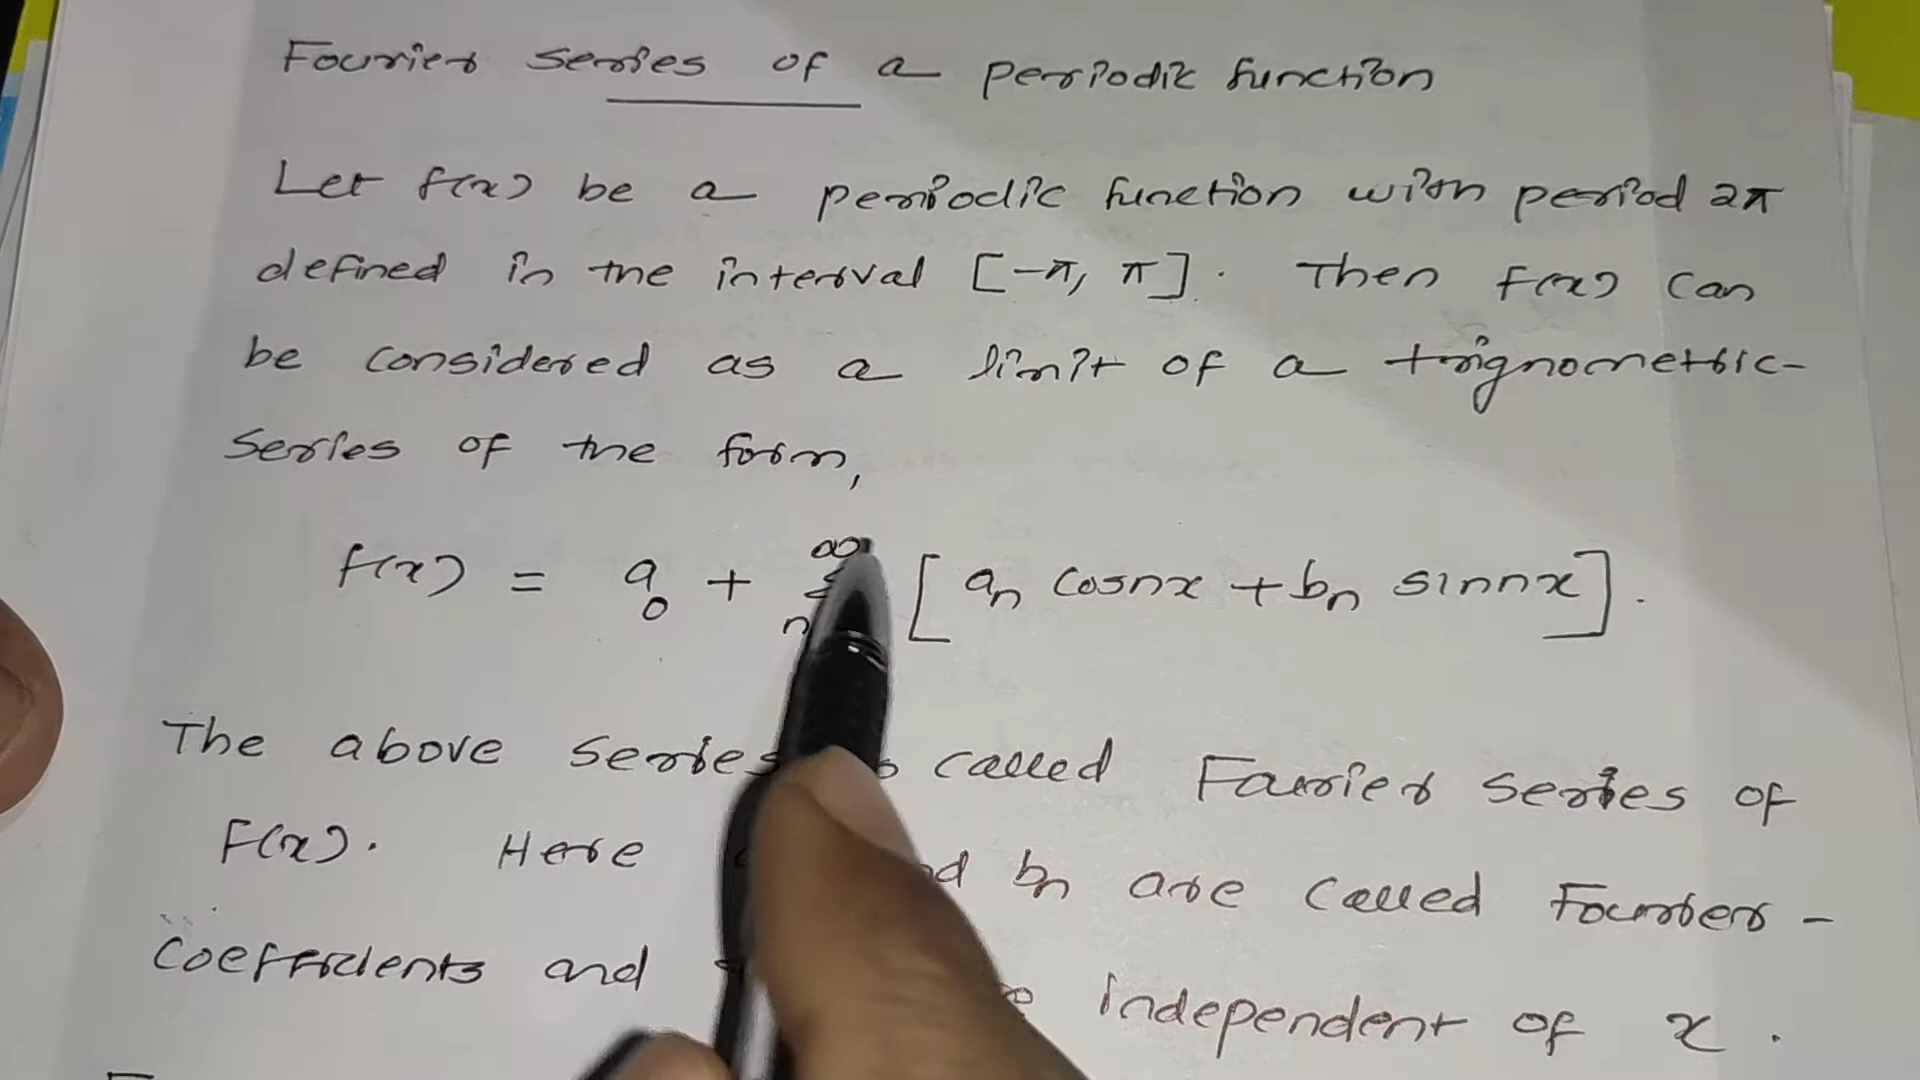 Fourier series of a periodic function
Let f(x) be a periodic function with period 2π
defined in the interval [-π, π]. Then f(x) can
be considered as a limit of a trignometric-
series of the form,
f(x) = a₀ + ∞ Σ n [aₙ cosnx + bₙ sinnx].
The above series called Fourier series of
F(x). Here bₙ are called Fourier-
coefficients and independent of x.